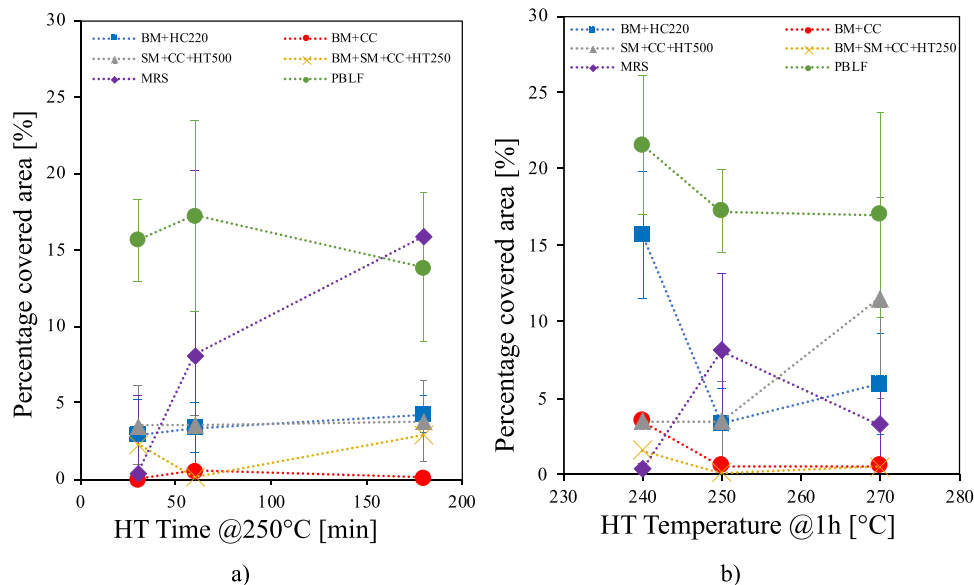 30
25
20
15
10
5
0
0
50
100
150
200
Percentage covered area [%]
HT Time @250°C [min]
BM+HC220
BM+CC
SM+CC+HT500
BM+SM+CC+HT250
MRS
PBLF
a)
30
25
20
15
10
5
0
230
240
250
260
270
280
Percentage covered area [%]
HT Temperature @1h [°C]
BM+HC220
BM+CC
SM+CC+HT500
BM+SM+CC+HT250
MRS
PBLF
b)